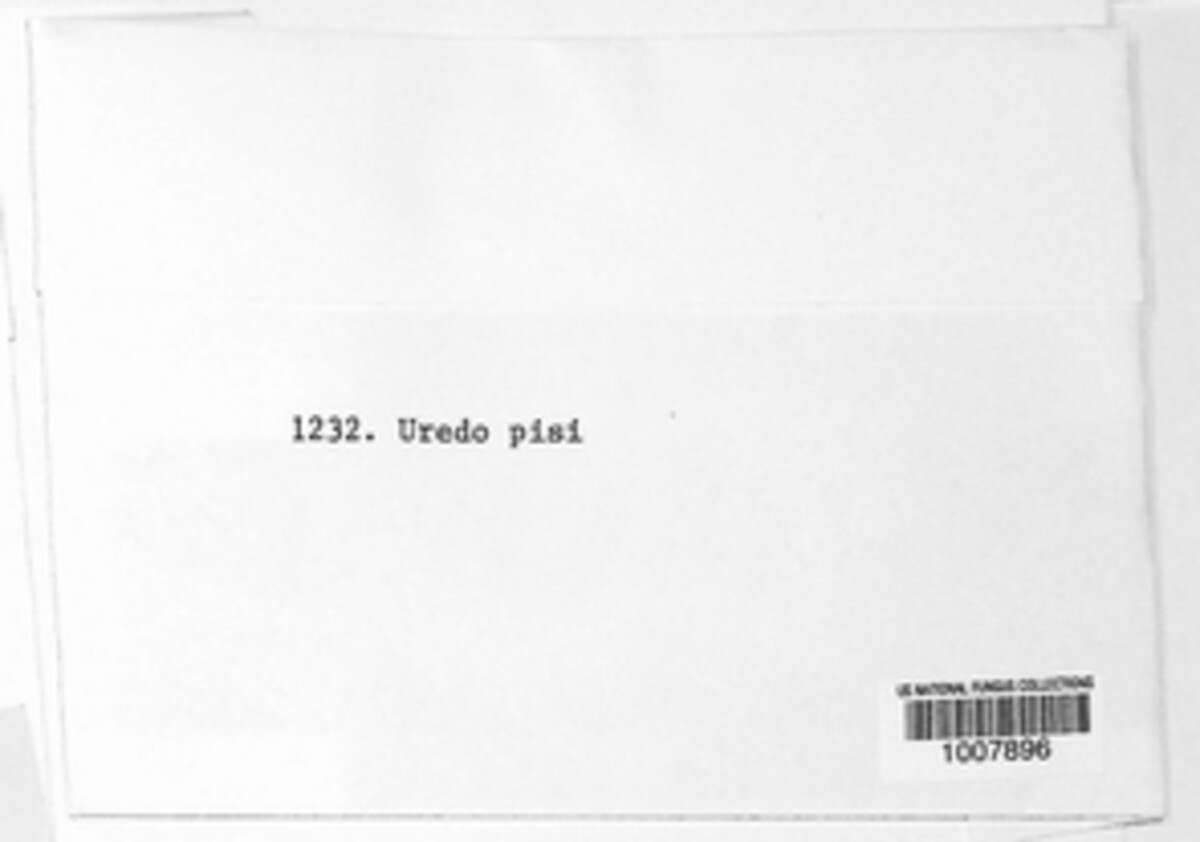 1232. Uredo pisi
US NATIONAL FUNGUS COLLECTIONS
1007896